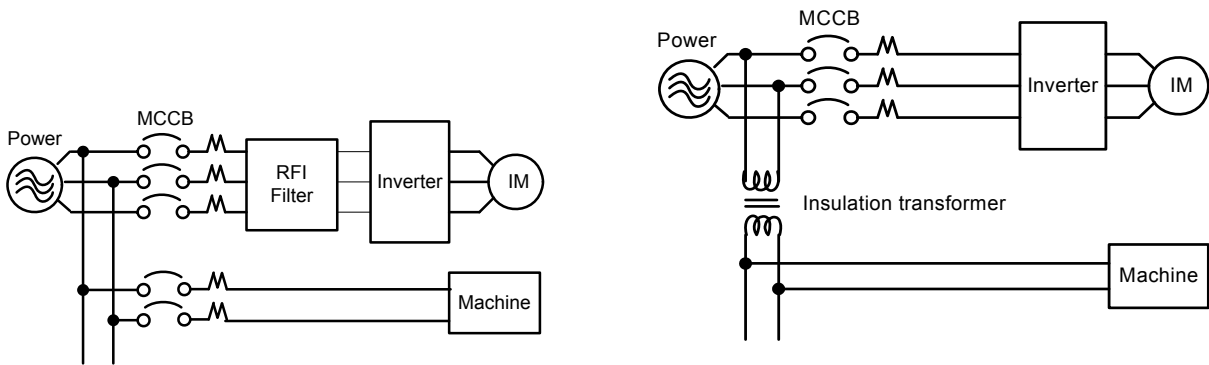 MCCB
Power
RFI
Filter
Inverter
IM
Machine
MCCB
Power
Inverter
IM
Insulation transformer
Machine